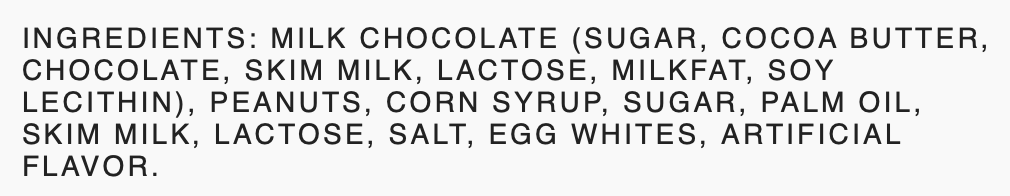 INGREDIENTS: MILK CHOCOLATE (SUGAR, COCOA BUTTER,
CHOCOLATE, SKIM MILK, LACTOSE, MILKFAT, SOY
LECITHIN), PEANUTS, CORN SYRUP, SUGAR, PALM OIL,
SKIM MILK, LACTOSE, SALT, EGG WHITES, ARTIFICIAL
FLAVOR.